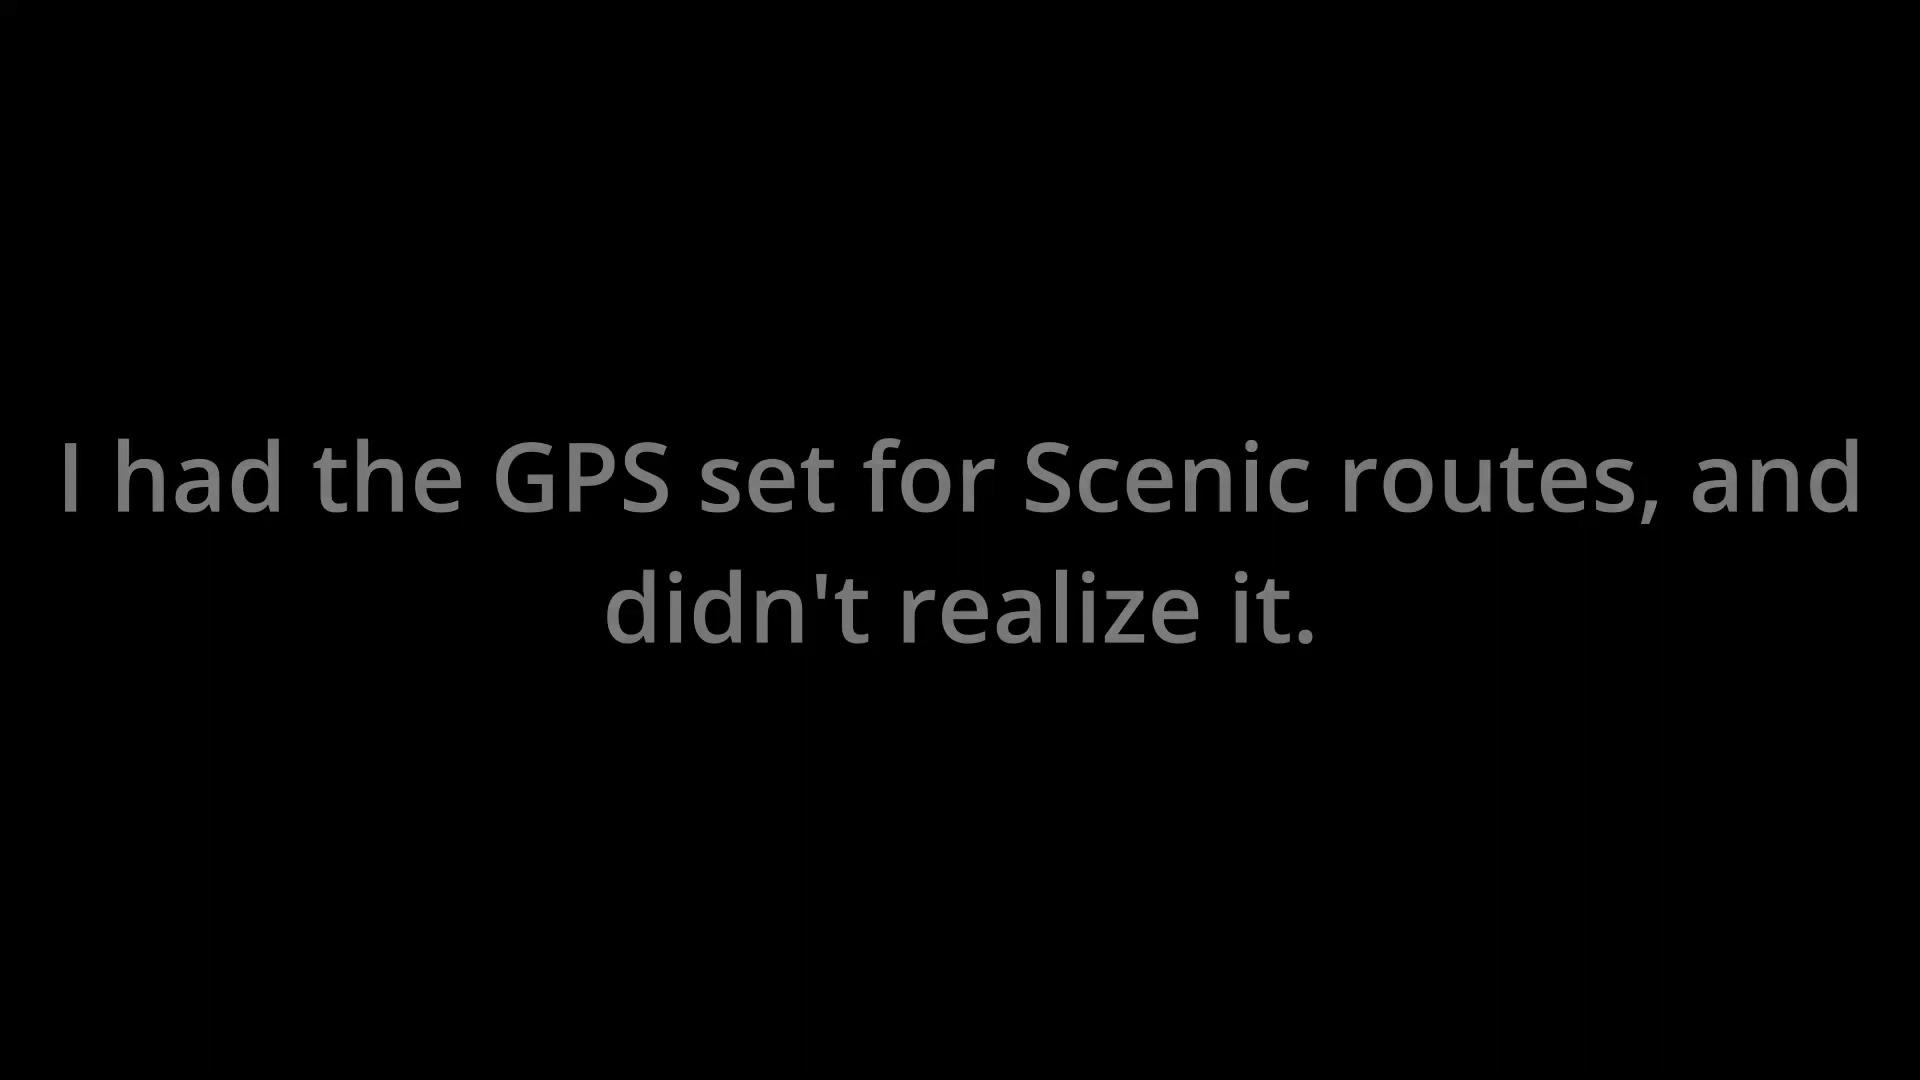 I had the GPS set for Scenic routes, and
didn't realize it.